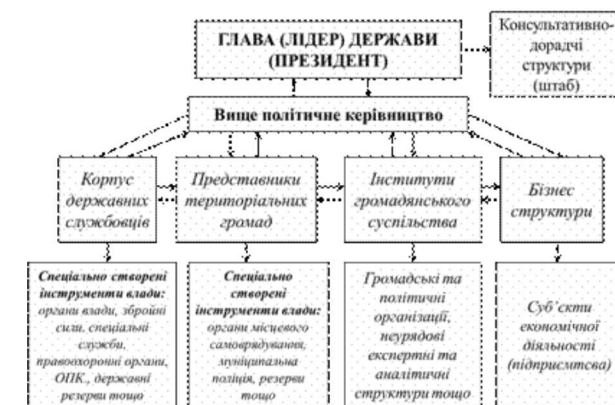 ГЛАВА (ЛІДЕР) ДЕРЖАВИ
(ПРЕЗИДЕНТ)
Консультативно-
дорадчі
структури
(штаб)
Вище політичне керівництво
Корпус
державних
службовців
Представники
територіальних
громад
Інститути
громадянського
суспільства
Бізнес
структури
Спеціально створені
інструменти влади:
органи влади, збройні
сили, спеціальні
служби,
правоохоронні органи,
ОПК., державні
резерви тощо
Спеціально
створені
інструменти влади:
органи місцевого
самоврядування,
муніципальна
поліція, резерви
тощо
Громадські та
політичні
організації,
неурядові
експертні та
аналітичні
структури тощо
Суб’єкти
економічної
діяльності
(підприємтсва)